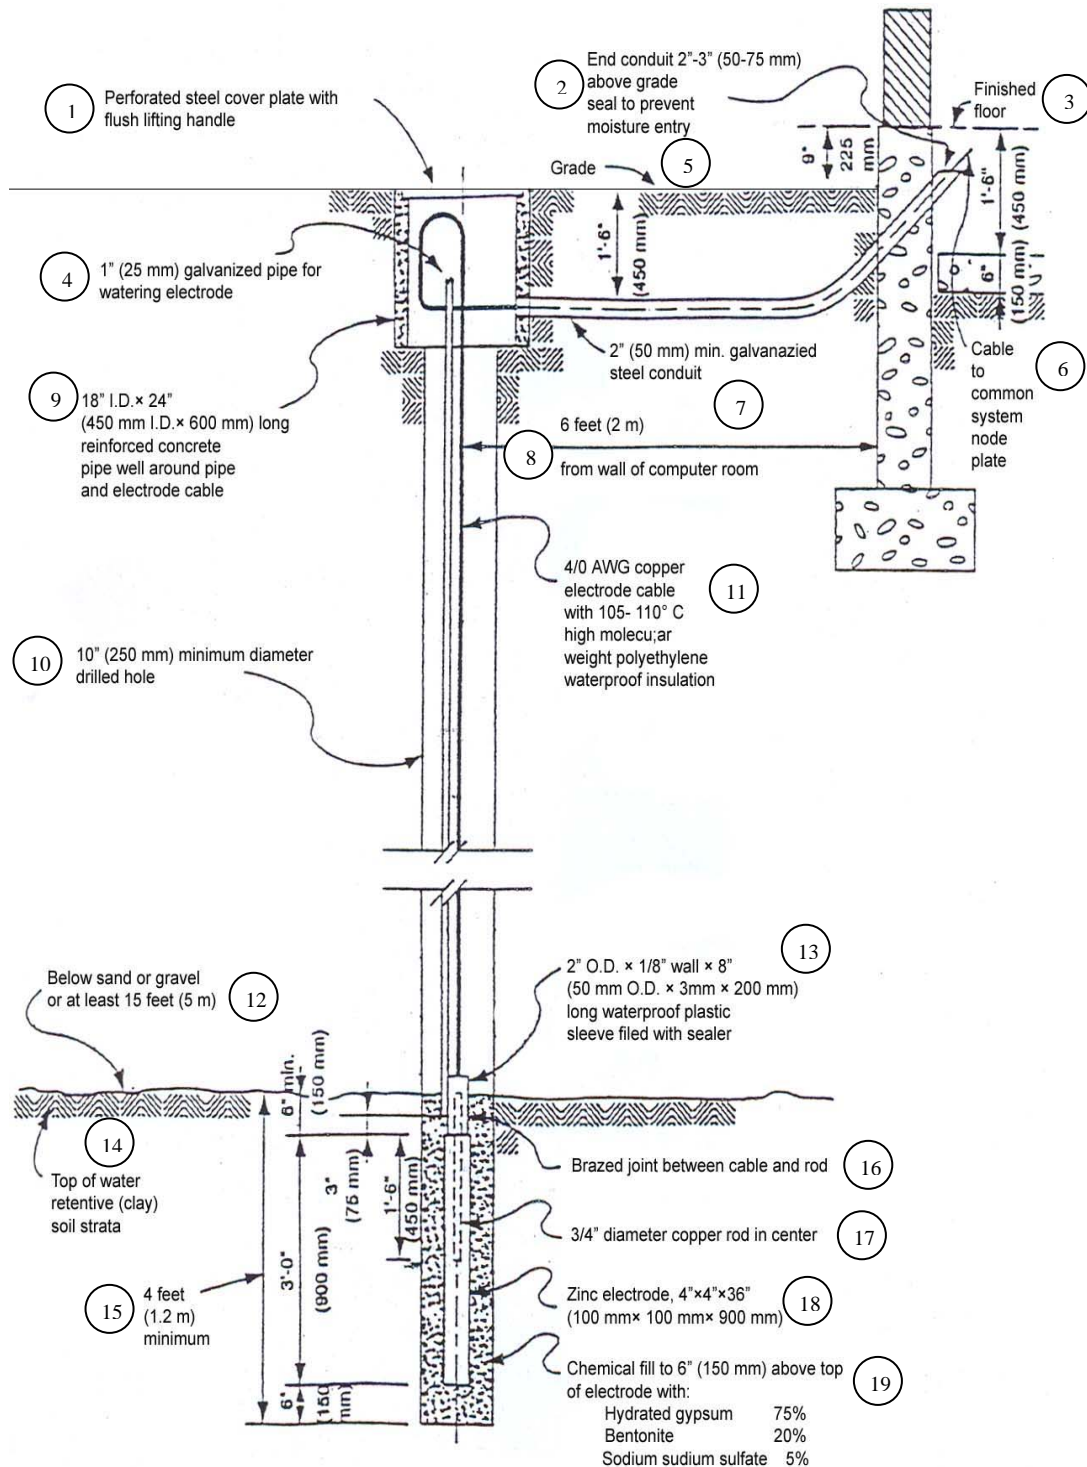 1
Perforated steel cover plate with
flush lifting handle
2
End conduit 2”-3” (50-75 mm)
above grade
seal to prevent
moisture entry
Finished
floor
3
9"
225
mm
1'-6"
(450 mm)
6"
(150 mm)
Grade
5
1'-6"
(450 mm)
4
1” (25 mm) galvanized pipe for
watering electrode
2” (50 mm) min. galvanazied
steel conduit
7
Cable
to
common
system
node
plate
6
9
18” I.D.× 24”
(450 mm I.D.× 600 mm) long
reinforced concrete
pipe well around pipe
and electrode cable
8
6 feet (2 m)
from wall of computer room
4/0 AWG copper
electrode cable
with 105- 110° C
high molecu;ar
weight polyethylene
waterproof insulation
11
10
10” (250 mm) minimum diameter
drilled hole
13
2” O.D. × 1/8” wall × 8”
(50 mm O.D. × 3mm × 200 mm)
long waterproof plastic
sleeve filed with sealer
Below sand or gravel
or at least 15 feet (5 m)
12
6" min.
(150 mm)
14
Top of water
retentive (clay)
soil strata
3"
(75 mm)
1'-6"
(450 mm)
3'-0"
(900 mm)
6"
(150
mm)
Brazed joint between cable and rod
16
3/4” diameter copper rod in center
17
15
4 feet
(1.2 m)
minimum
Zinc electrode, 4”×4”×36”
(100 mm× 100 mm× 900 mm)
18
Chemical fill to 6” (150 mm) above top
of electrode with:
19
Hydrated gypsum 75%
Bentonite 20%
Sodium sudium sulfate 5%